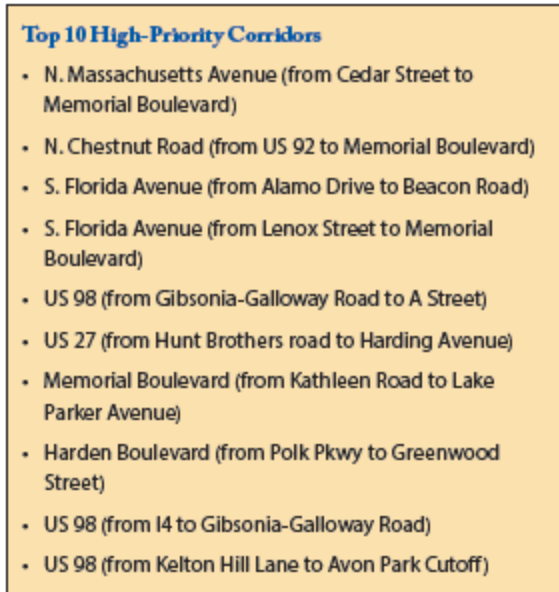 Top 10 High-Priority Corridors
• N. Massachusetts Avenue (from Cedar Street to
Memorial Boulevard)
• N. Chestnut Road (from US 92 to Memorial Boulevard)
• S. Florida Avenue (from Alamo Drive to Beacon Road)
• S. Florida Avenue (from Lenox Street to Memorial
Boulevard)
• US 98 (from Gibsonia-Galloway Road to A Street)
• US 27 (from Hunt Brothers road to Harding Avenue)
• Memorial Boulevard (from Kathleen Road to Lake
Parker Avenue)
• Harden Boulevard (from Polk Pkwy to Greenwood
Street)
• US 98 (from I4 to Gibsonia-Galloway Road)
• US 98 (from Kelton Hill Lane to Avon Park Cutoff)